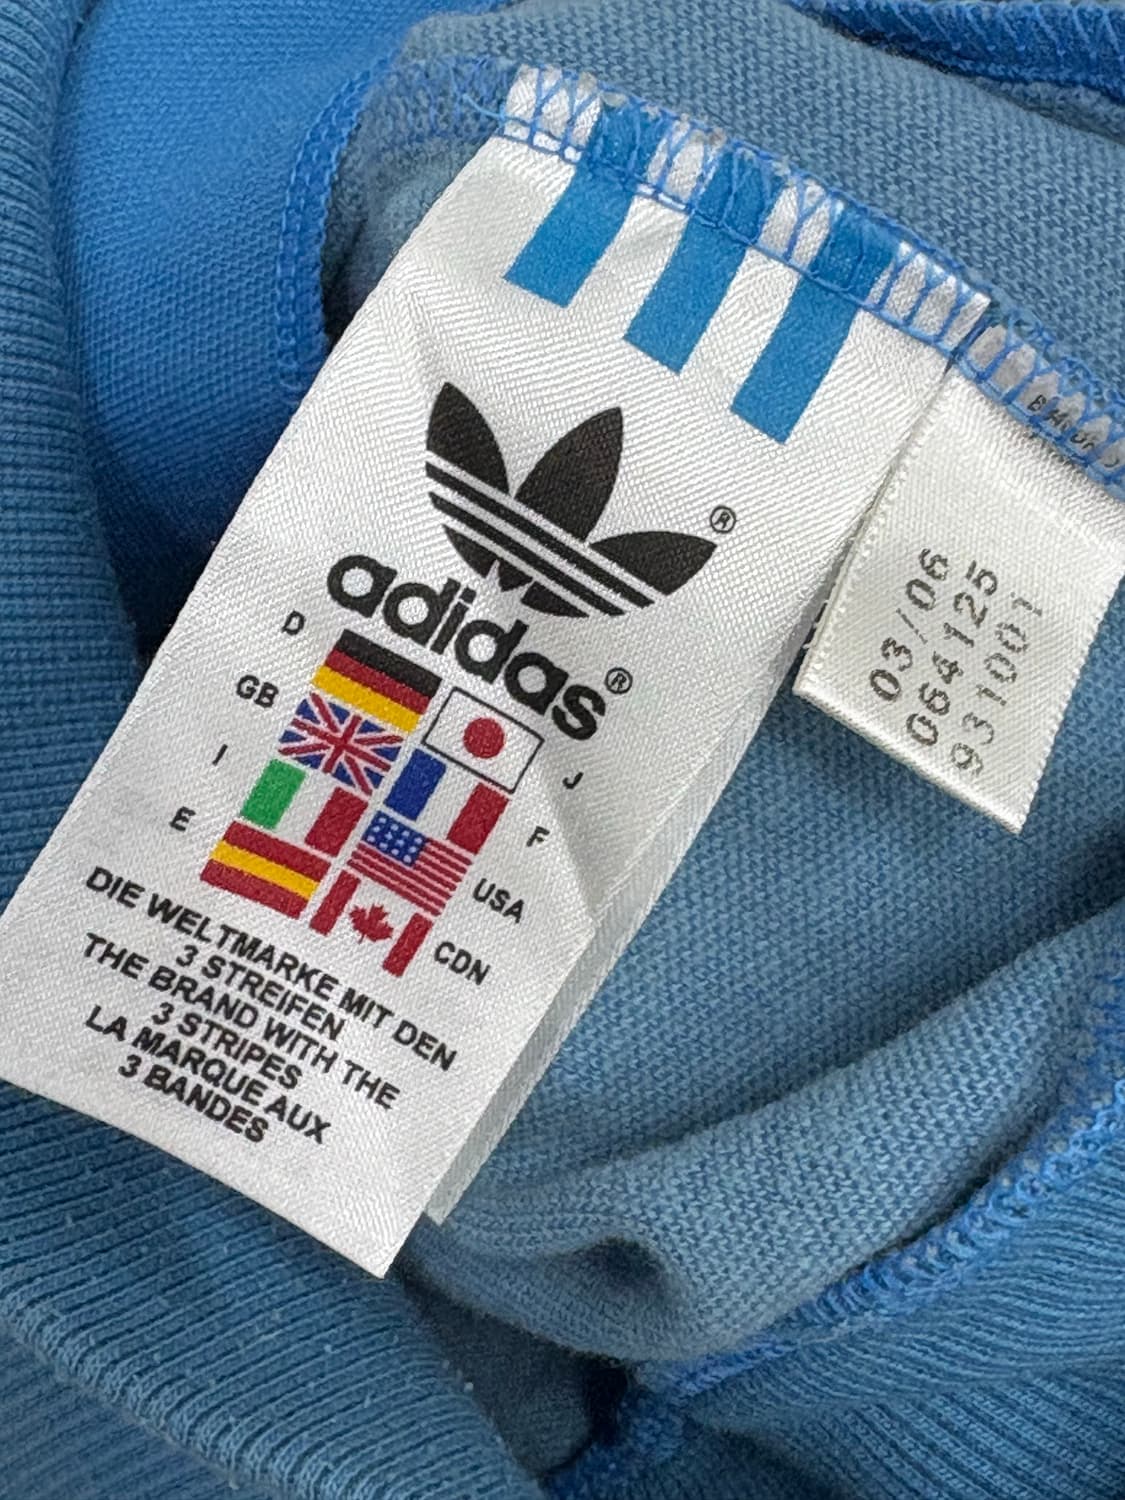 ®
adidas®
D
GB
J
I
F
E
USA
CDN
DIE WELTMARKE MIT DEN
3 STREIFEN
THE BRAND WITH THE
3 STRIPES
LA MARQUE AUX
3 BANDES
03/06
064125
931001